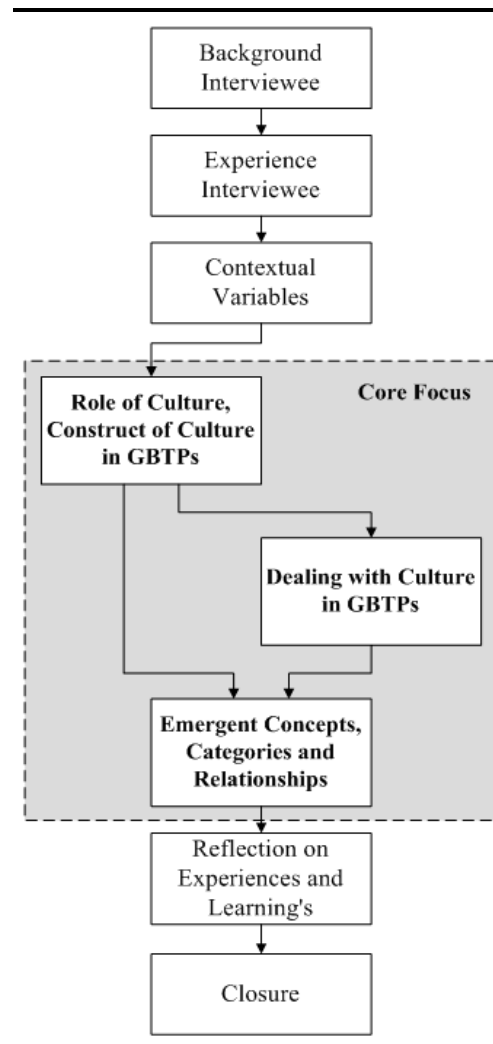 Background
Interviewee
Experience
Interviewee
Contextual
Variables
Core Focus
Role of Culture,
Construct of Culture
in GBTPs
Dealing with Culture
in GBTPs
Emergent Concepts,
Categories and
Relationships
Reflection on
Experiences and
Learning's
Closure